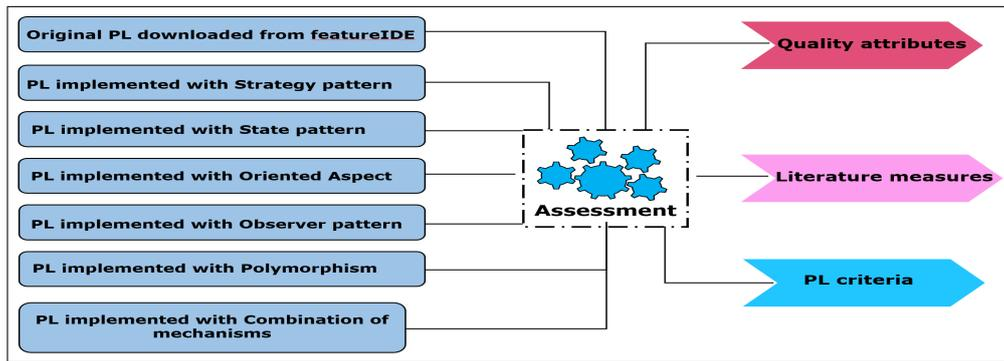 Original PL downloaded from featureIDE
PL implemented with Strategy pattern
PL implemented with State pattern
PL implemented with Oriented Aspect
PL implemented with Observer pattern
PL implemented with Polymorphism
PL implemented with Combination of
mechanisms
Assessment
Quality attributes
Literature measures
PL criteria